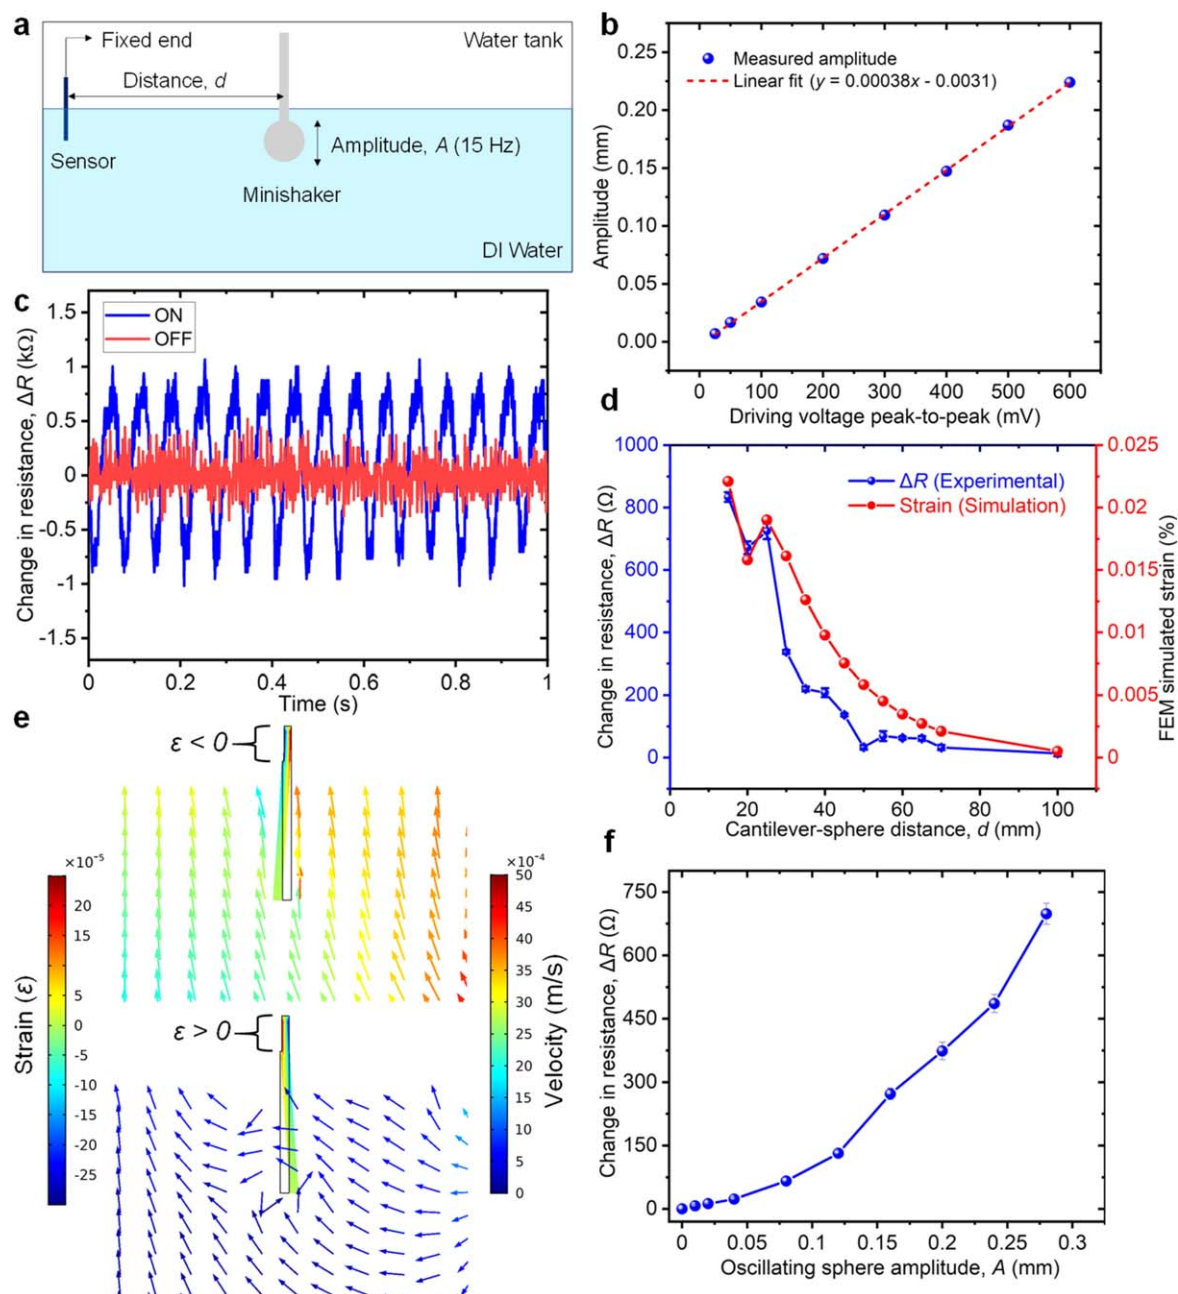 a
Fixed end
Water tank
Distance, d
Amplitude, A (15 Hz)
Sensor
Minishaker
DI Water
b
Measured amplitude
Linear fit (y = 0.00038x - 0.0031)
0.25
0.20
0.15
0.10
0.05
0.00
Amplitude (mm)
0 100 200 300 400 500 600
Driving voltage peak-to-peak (mV)
c
ON
OFF
1.5
1
0.5
0
-0.5
-1
-1.5
Change in resistance, ΔR (kΩ)
0 0.2 0.4 0.6 0.8 1
Time (s)
d
ΔR (Experimental)
Strain (Simulation)
1000
800
600
400
200
0
Change in resistance, ΔR (Ω)
0.025
0.02
0.015
0.01
0.005
0
FEM simulated strain (%)
0 20 40 60 80 100
Cantilever-sphere distance, d (mm)
e
ε < 0
ε > 0
×10⁻⁵
20
15
10
5
0
-5
-10
-15
-20
-25
Strain (ε)
×10⁻⁴
50
45
40
35
30
25
20
15
10
5
0
Velocity (m/s)
f
750
600
450
300
150
0
Change in resistance, ΔR (Ω)
0 0.05 0.1 0.15 0.2 0.25 0.3
Oscillating sphere amplitude, A (mm)